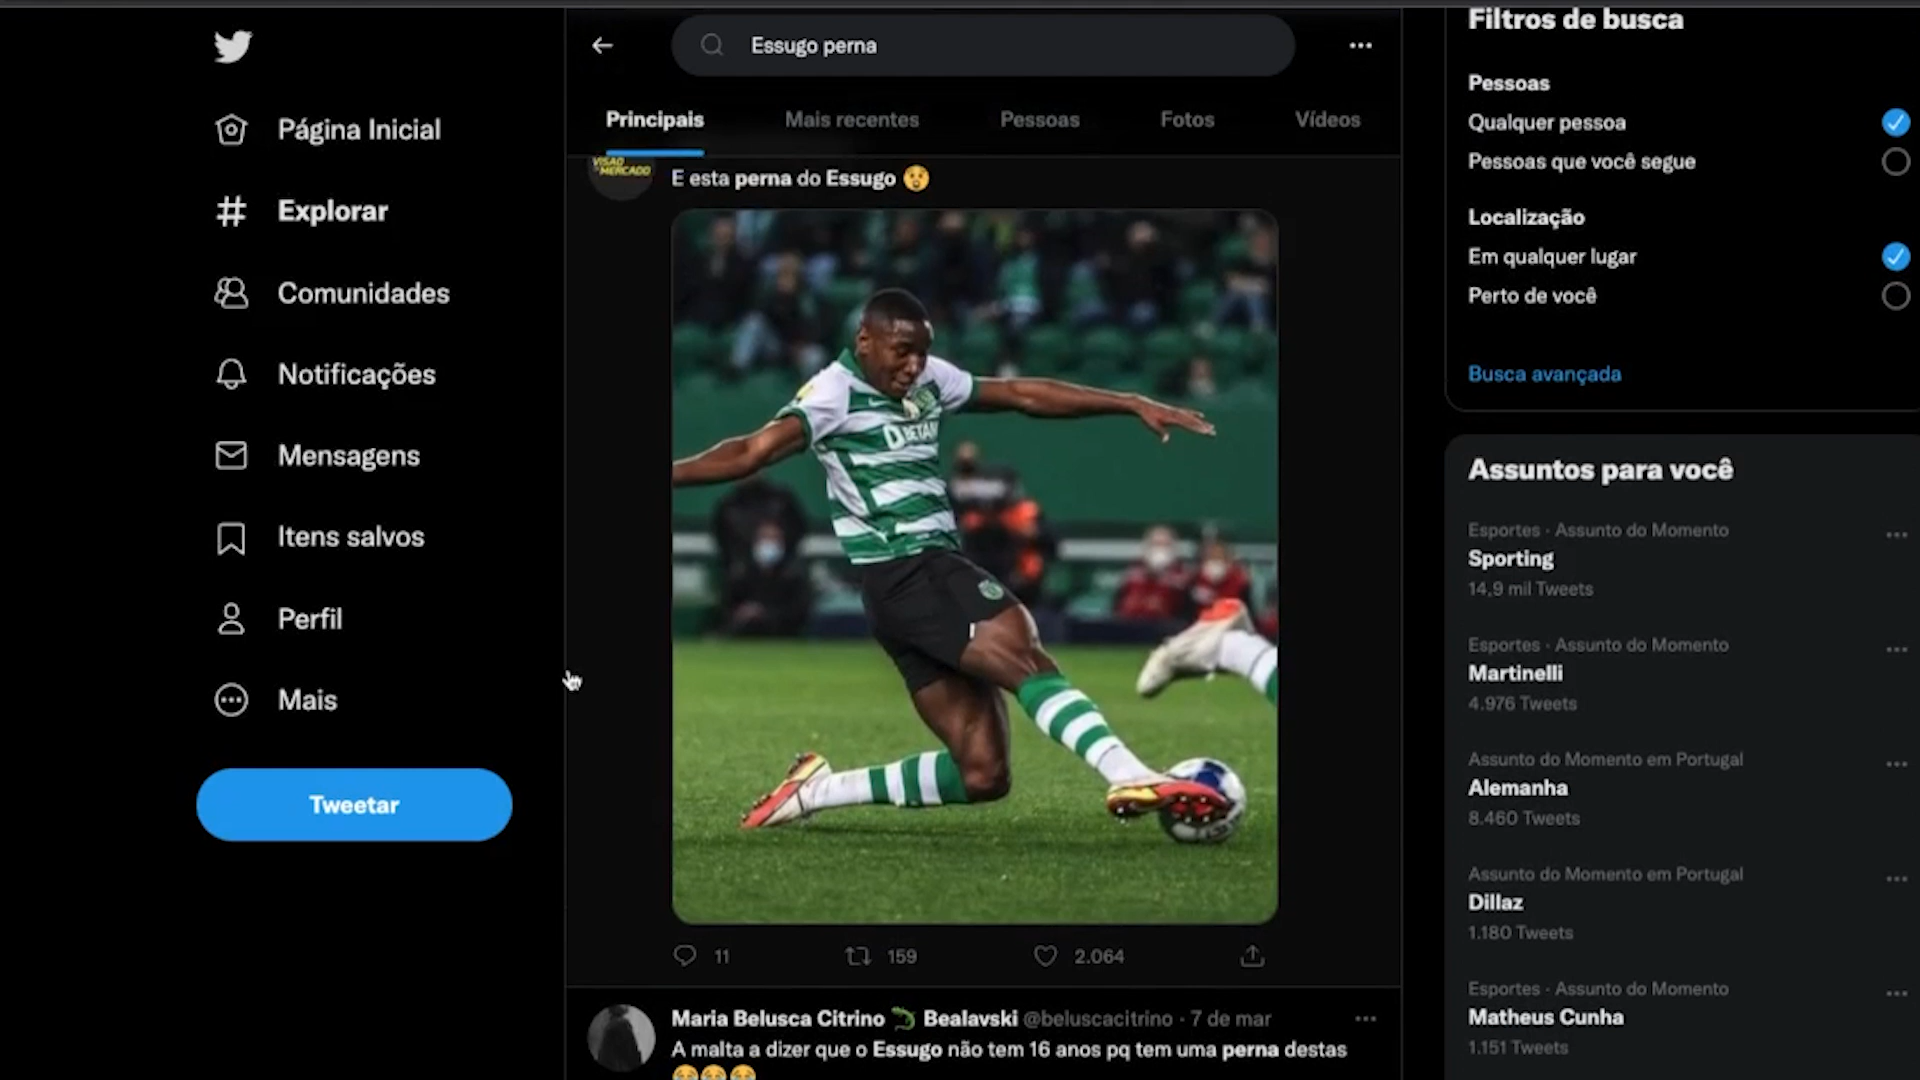 Essugo perna
Principais
Mais recentes
Pessoas
Fotos
Vídeos
Página Inicial
Explorar
Comunidades
Notificações
Mensagens
Itens salvos
Perfil
Mais
Tweetar
VISÃO
MERCADO
E esta perna do Essugo 😲
BETAN
11
159
2.064
Maria Belusca Citrino 🦎 Bealavski @beluscacitrino · 7 de mar
A malta a dizer que o Essugo não tem 16 anos pq tem uma perna destas
😂😂😂
Filtros de busca
Pessoas
Qualquer pessoa
Pessoas que você segue
Localização
Em qualquer lugar
Perto de você
Busca avançada
Assuntos para você
Esportes · Assunto do Momento
Sporting
14,9 mil Tweets
Esportes · Assunto do Momento
Martinelli
4.976 Tweets
Assunto do Momento em Portugal
Alemanha
8.460 Tweets
Assunto do Momento em Portugal
Dillaz
1.180 Tweets
Esportes · Assunto do Momento
Matheus Cunha
1.151 Tweets